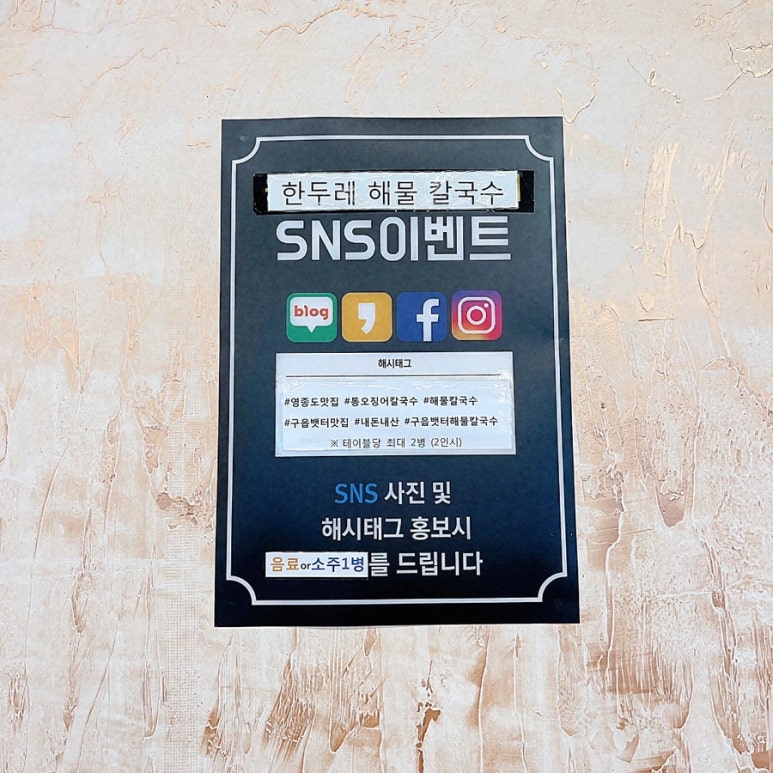 한두레 해물 칼국수
SNS이벤트
blog
해시태그
#영종도맛집 #통오징어칼국수 #해물칼국수
#구읍뱃터맛집 #내돈내산 #구읍뱃터해물칼국수
※ 테이블당 최대 2병 (2인시)
SNS 사진 및
해시태그 홍보시
음료or소주1병를 드립니다